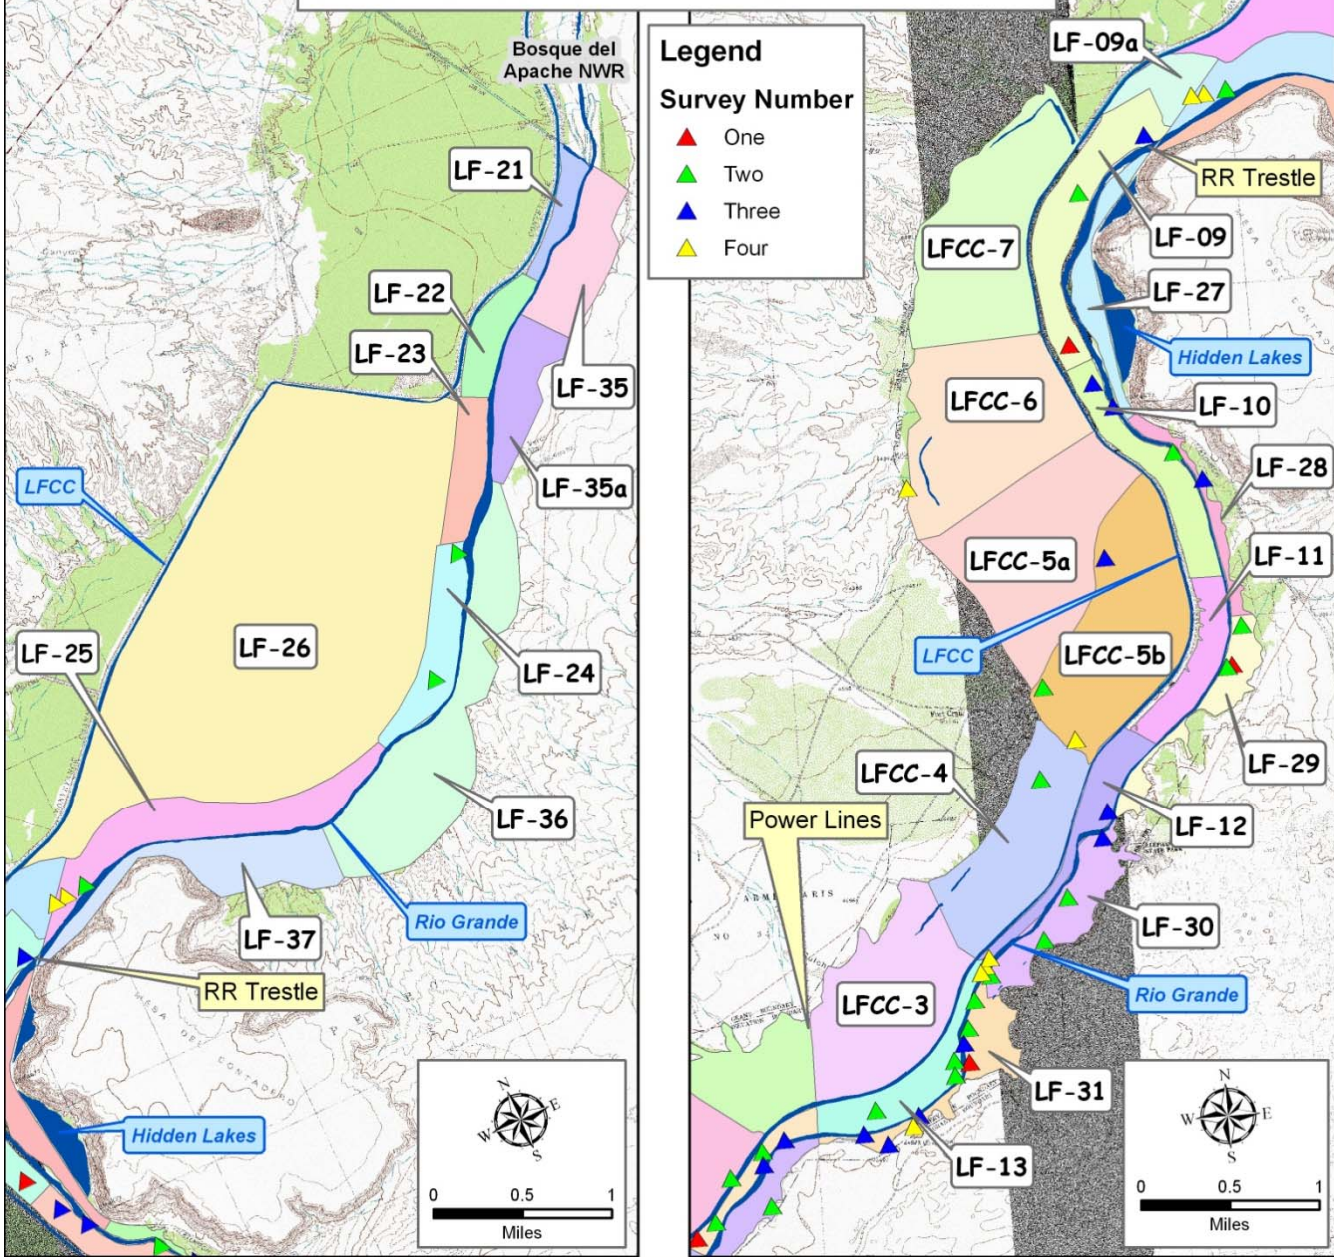 Bosque del
Apache NWR
LF-21
LF-22
LF-23
LF-35
LF-35a
LFCC
LF-26
LF-25
LF-24
LF-36
Rio Grande
LF-37
RR Trestle
Hidden Lakes
N
W
E
S
0
0.5
1
Miles
Legend
Survey Number
One
Two
Three
Four
LF-09a
RR Trestle
LFCC-7
LF-09
LF-27
Hidden Lakes
LFCC-6
LF-10
LF-28
LFCC-5a
LF-11
LFCC
LFCC-5b
LF-29
LFCC-4
LF-12
Power Lines
LF-30
LFCC-3
Rio Grande
LF-31
LF-13
N
W
E
S
0
0.5
1
Miles